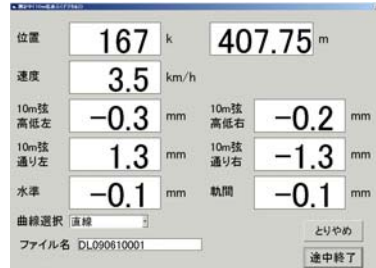 位置 167 k 407.75 m
速度 3.5 km/h
10m弦
高低左 -0.3 mm
10m弦
高低右 -0.2 mm
10m弦
通り左 1.3 mm
10m弦
通り右 -1.3 mm
水準 -0.1 mm 軌間 -0.1 mm
曲線選択 直線
とりやめ
ファイル名 DL090610001
途中終了